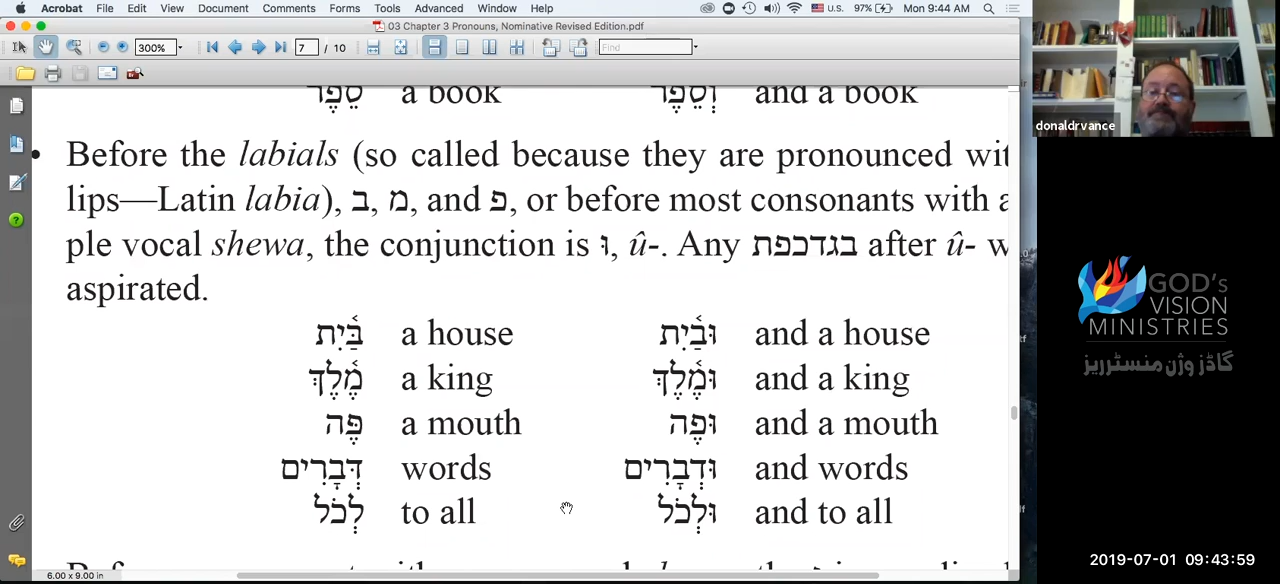 Acrobat File Edit View Document Comments Forms Tools Advanced Window Help U.S. 97% Mon 9:44 AM
03 Chapter 3 Pronouns, Nominative Revised Edition.pdf
300% 7 / 10 Find
סֵפֶר a book וְסֵפֶר and a book
• Before the labials (so called because they are pronounced wit
lips—Latin labia), ב, מ, and פ, or before most consonants with a
ple vocal shewa, the conjunction is וּ, û-. Any בגדכפת after û- w
aspirated.
בַּ֫יִת a house וּבַ֫יִת and a house
מֶ֫לֶךְ a king וּמֶ֫לֶךְ and a king
פֶּה a mouth וּפֶה and a mouth
דְּבָרִים words וּדְבָרִים and words
לְכֹל to all וּלְכֹל and to all
6.00 x 9.00 in
donaldrvance
GOD's
VISION
MINISTRIES
گاڈز وژن منسٹریز
2019-07-01 09:43:59